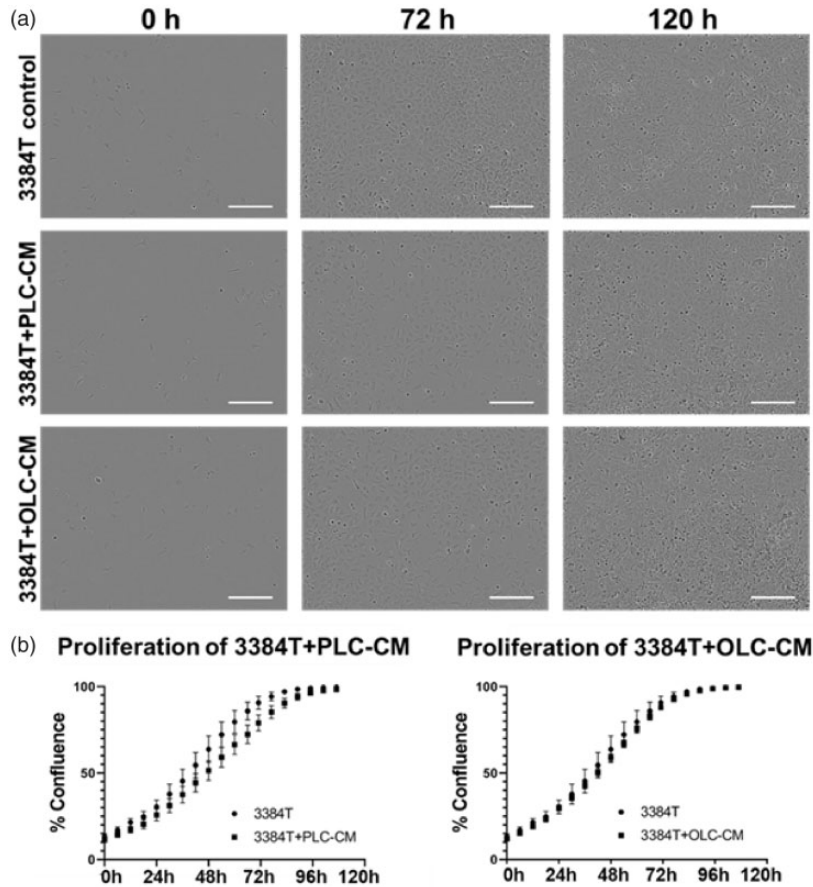 (a)
0 h 72 h 120 h
3384T control
3384T+PLC-CM
3384T+OLC-CM
(b)
Proliferation of 3384T+PLC-CM
% Confluence
100
50
0
3384T
3384T+PLC-CM
0h 24h 48h 72h 96h 120h
Proliferation of 3384T+OLC-CM
% Confluence
100
50
0
3384T
3384T+OLC-CM
0h 24h 48h 72h 96h 120h